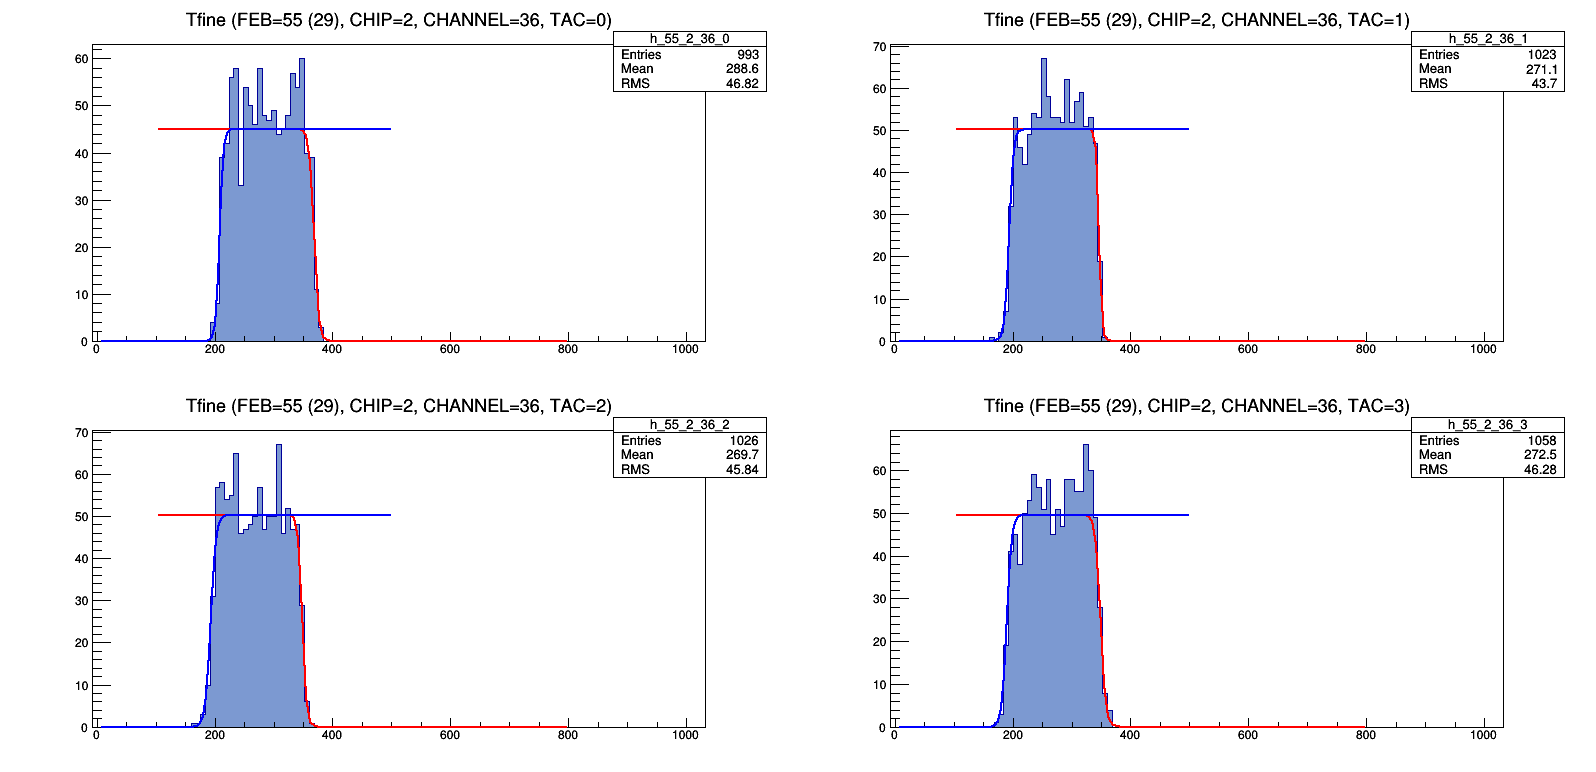 Tfine (FEB=55 (29), CHIP=2, CHANNEL=36, TAC=0)
h_55_2_36_0
Entries 993
Mean 288.6
RMS 46.82
60
50
40
30
20
10
0
0 200 400 600 800 1000
Tfine (FEB=55 (29), CHIP=2, CHANNEL=36, TAC=1)
h_55_2_36_1
Entries 1023
Mean 271.1
RMS 43.7
70
60
50
40
30
20
10
0
0 200 400 600 800 1000
Tfine (FEB=55 (29), CHIP=2, CHANNEL=36, TAC=2)
h_55_2_36_2
Entries 1026
Mean 269.7
RMS 45.84
70
60
50
40
30
20
10
0
0 200 400 600 800 1000
Tfine (FEB=55 (29), CHIP=2, CHANNEL=36, TAC=3)
h_55_2_36_3
Entries 1058
Mean 272.5
RMS 46.28
60
50
40
30
20
10
0
0 200 400 600 800 1000